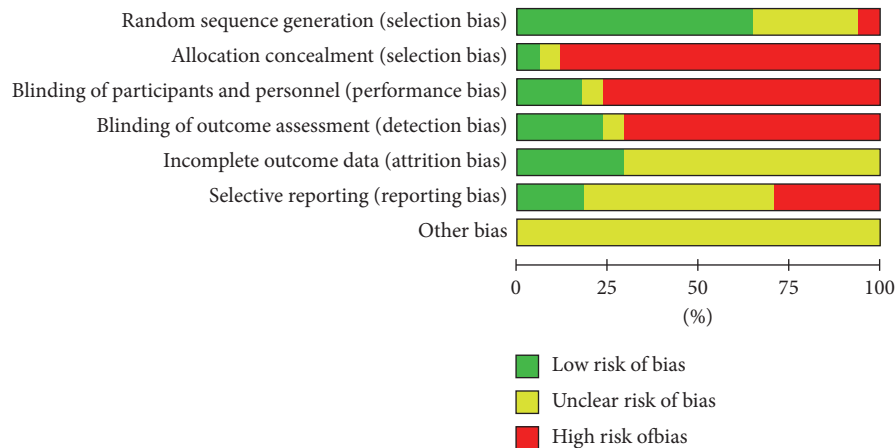 Random sequence generation (selection bias)
Allocation concealment (selection bias)
Blinding of participants and personnel (performance bias)
Blinding of outcome assessment (detection bias)
Incomplete outcome data (attrition bias)
Selective reporting (reporting bias)
Other bias
0 25 50 75 100
(%)
Low risk of bias
Unclear risk of bias
High risk ofbias